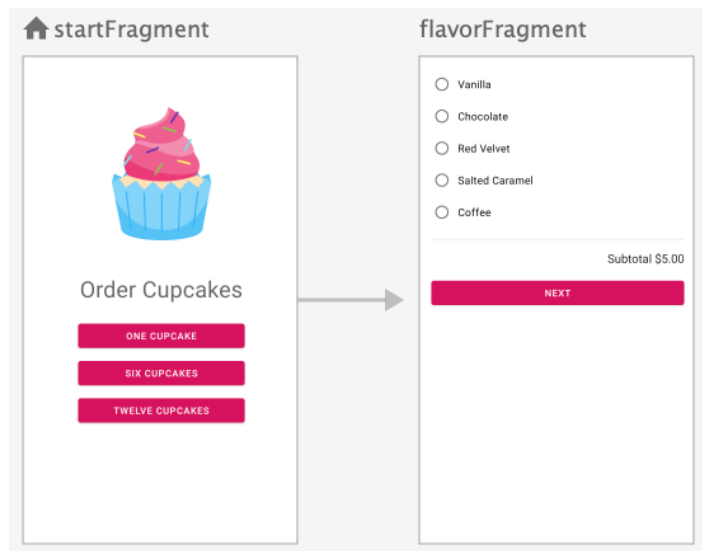 startFragment
Order Cupcakes
ONE CUPCAKE
SIX CUPCAKES
TWELVE CUPCAKES
flavorFragment
Vanilla
Chocolate
Red Velvet
Salted Caramel
Coffee
Subtotal $5.00
NEXT